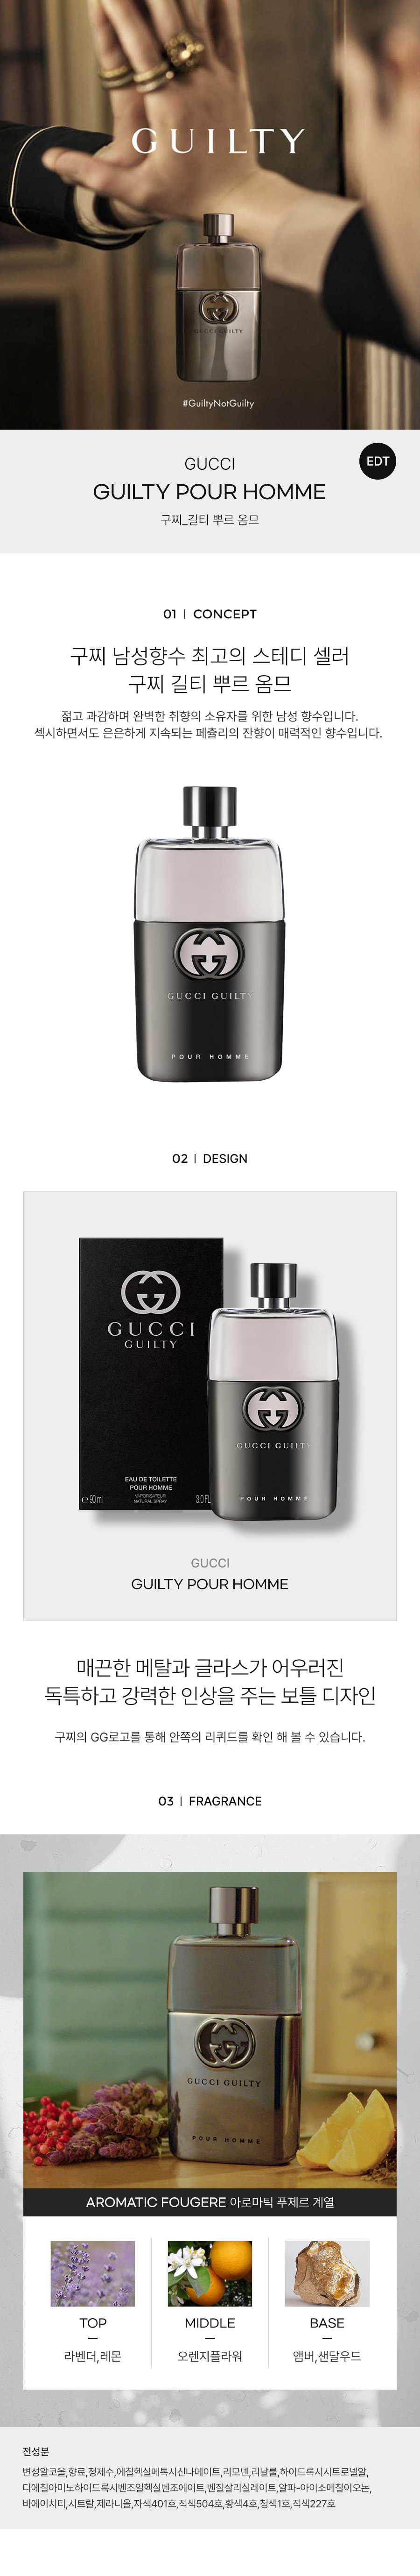 GUILTY
GUCCI GUILTY
#GuiltyNotGuilty
EDT
GUCCI
GUILTY POUR HOMME
구찌_길티 뿌르 옴므
01 | CONCEPT
구찌 남성향수 최고의 스테디 셀러
구찌 길티 뿌르 옴므
젊고 과감하며 완벽한 취향의 소유자를 위한 남성 향수입니다.
섹시하면서도 은은하게 지속되는 페츌리의 잔향이 매력적인 향수입니다.
GUCCI GUILTY
POUR HOMME
02 | DESIGN
GUCCI
GUILTY
EAU DE TOILETTE
POUR HOMME
VAPORISATEUR
NATURAL SPRAY
e 90 ml
3.0 FL
GUCCI GUILTY
POUR HOMME
GUCCI
GUILTY POUR HOMME
매끈한 메탈과 글라스가 어우러진
독특하고 강력한 인상을 주는 보틀 디자인
구찌의 GG로고를 통해 안쪽의 리퀴드를 확인 해 볼 수 있습니다.
03 | FRAGRANCE
GUCCI GUILTY
POUR HOMME
AROMATIC FOUGERE 아로마틱 푸제르 계열
TOP
라벤더,레몬
MIDDLE
오렌지플라워
BASE
앰버,샌달우드
전성분
변성알코올,향료,정제수,에칠헥실메톡시신나메이트,리모넨,리날룰,하이드록시시트로넬알,
디에칠아미노하이드록시벤조일헥실벤조에이트,벤질살리실레이트,알파-아이소메칠이오논,
비에이치티,시트랄,제라니올,자색401호,적색504호,황색4호,청색1호,적색227호